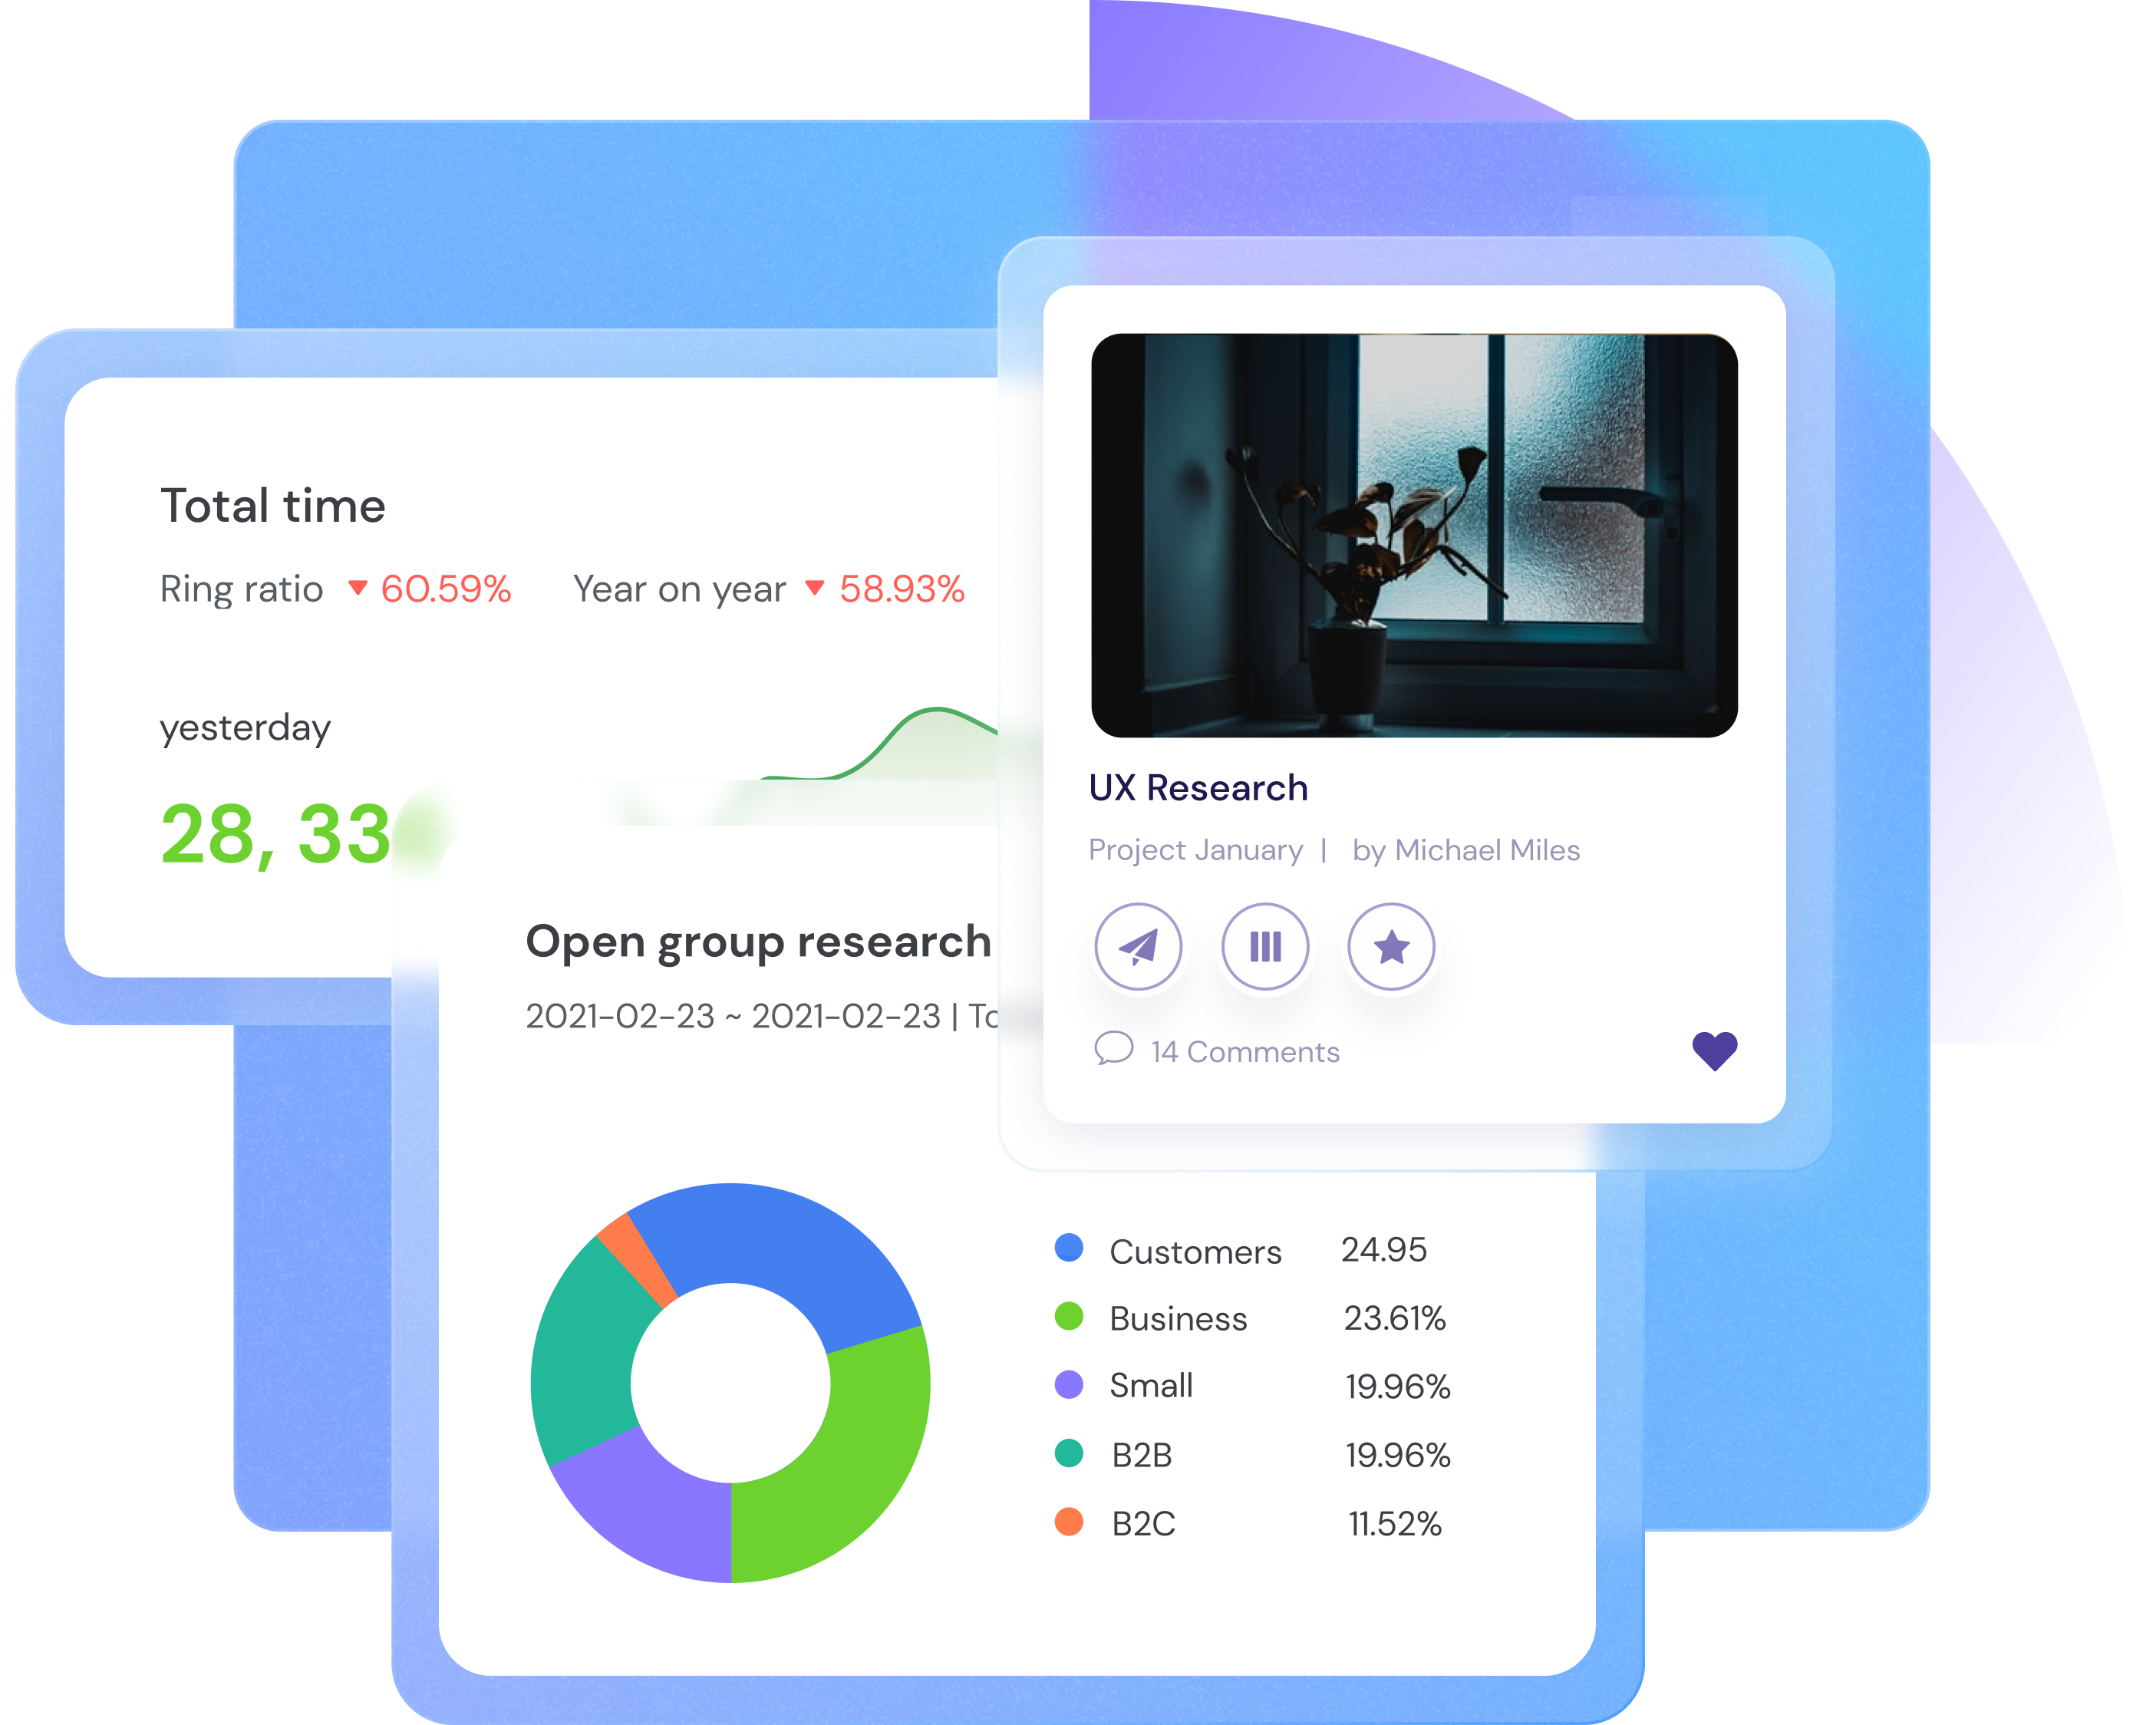 Total time
Ring ratio 60.59% Year on year 58.93%
yesterday
28, 33
UX Research
Project January | by Michael Miles
14 Comments
Open group research
2021-02-23 ~ 2021-02-23 |
Customers 24.95
Business 23.61%
Small 19.96%
B2B 19.96%
B2C 11.52%